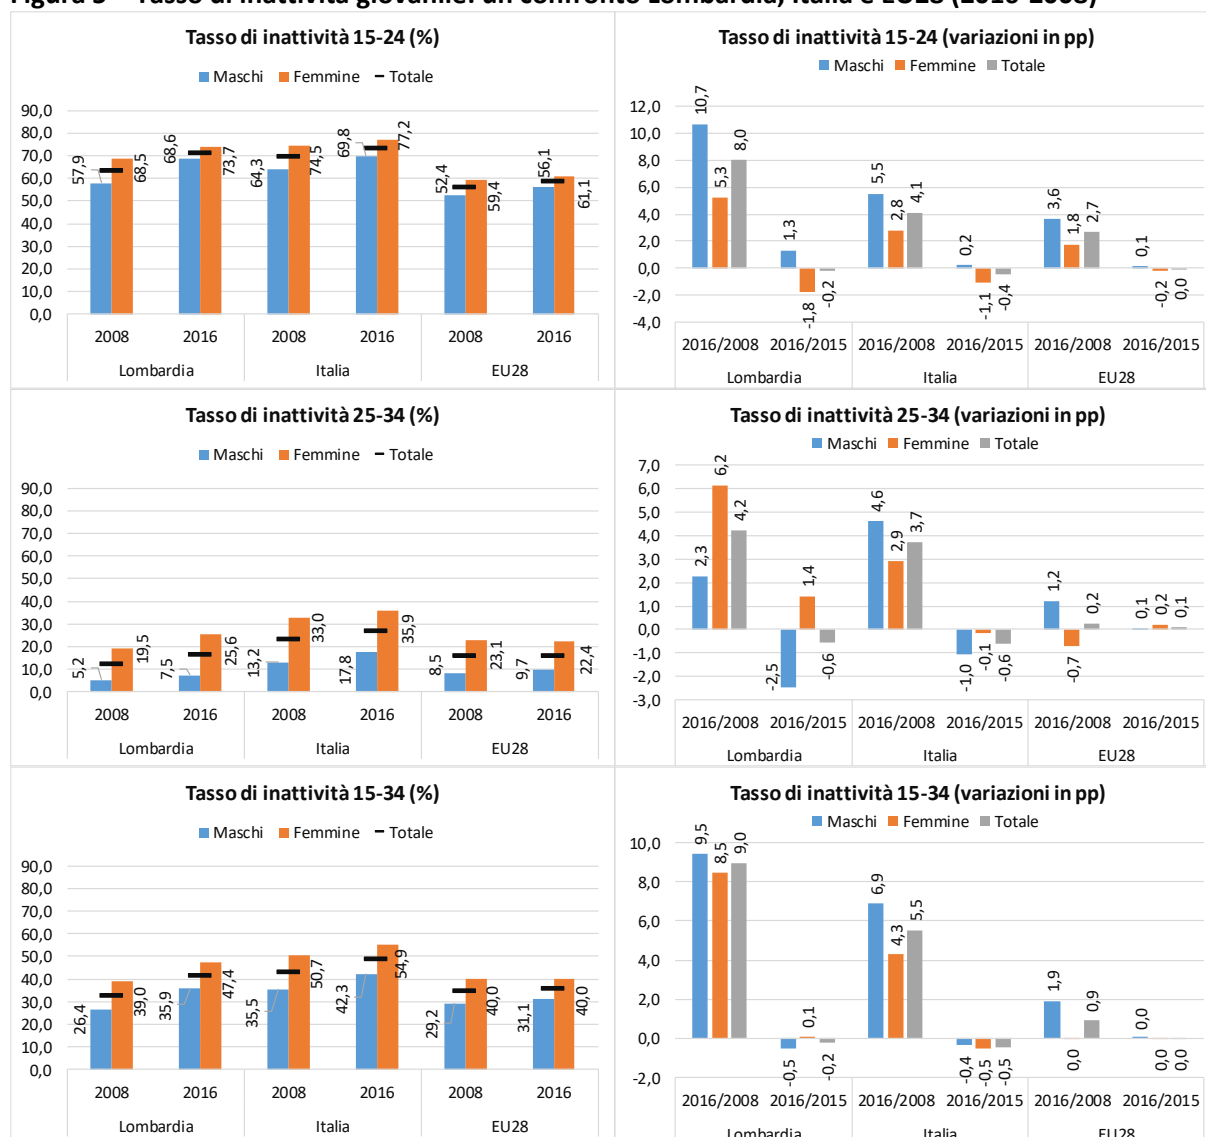 Figura – Tasso di inattività giovanile: un confronto Lombardia, Italia e EU28 (2016-2008)
Tasso di inattività 15-24 (%)
Maschi Femmine Totale
90,0
80,0
70,0
60,0
50,0
40,0
30,0
20,0
10,0
0,0
57,9 68,5 68,6 73,7 64,3 74,5 69,8 77,2 52,4 59,4 56,1 61,1
2008 2016 2008 2016 2008 2016
Lombardia Italia EU28
Tasso di inattività 15-24 (variazioni in pp)
Maschi Femmine Totale
12,0
10,0
8,0
6,0
4,0
2,0
0,0
-2,0
-4,0
10,7 5,3 8,0 1,3 -1,8 -0,2 5,5 2,8 4,1 0,2 -1,1 -0,4 3,6 1,8 2,7 0,1 -0,2 0,0
2016/2008 2016/2015 2016/2008 2016/2015 2016/2008 2016/2015
Lombardia Italia EU28
Tasso di inattività 25-34 (%)
Maschi Femmine Totale
90,0
80,0
70,0
60,0
50,0
40,0
30,0
20,0
10,0
0,0
5,2 19,5 7,5 25,6 13,2 33,0 17,8 35,9 8,5 23,1 9,7 22,4
2008 2016 2008 2016 2008 2016
Lombardia Italia EU28
Tasso di inattività 25-34 (variazioni in pp)
Maschi Femmine Totale
7,0
6,0
5,0
4,0
3,0
2,0
1,0
0,0
-1,0
-2,0
-3,0
2,3 6,2 4,2 -2,5 1,4 -0,6 4,6 2,9 3,7 -1,0 -0,1 -0,6 1,2 -0,7 0,2 0,1 0,2 0,1
2016/2008 2016/2015 2016/2008 2016/2015 2016/2008 2016/2015
Lombardia Italia EU28
Tasso di inattività 15-34 (%)
Maschi Femmine Totale
90,0
80,0
70,0
60,0
50,0
40,0
30,0
20,0
10,0
0,0
26,4 39,0 35,9 47,4 35,5 50,7 42,3 54,9 29,2 40,0 31,1 40,0
2008 2016 2008 2016 2008 2016
Lombardia Italia EU28
Tasso di inattività 15-34 (variazioni in pp)
Maschi Femmine Totale
10,0
8,0
6,0
4,0
2,0
0,0
-2,0
9,5 8,5 9,0 -0,5 0,1 -0,2 6,9 4,3 5,5 -0,4 -0,5 -0,5 1,9 0,0 0,9 0,0 0,0 0,0
2016/2008 2016/2015 2016/2008 2016/2015 2016/2008 2016/2015
Lombardia Italia EU28